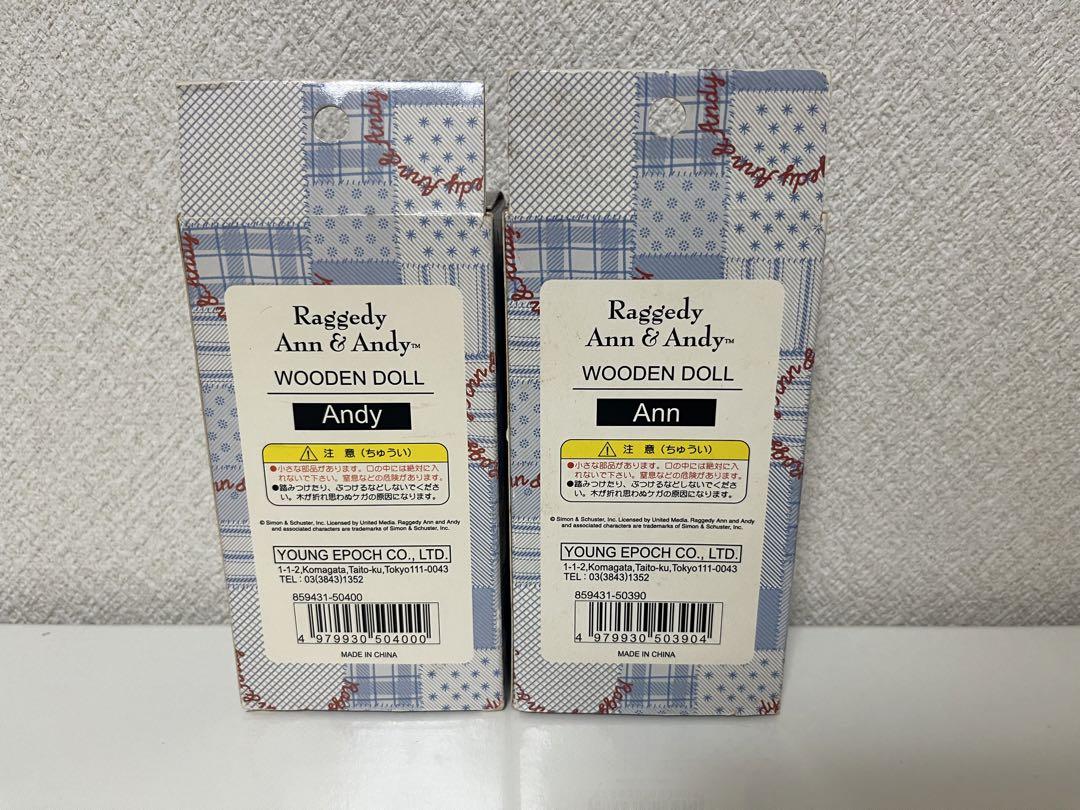 Raggedy
Ann & Andy™
WOODEN DOLL
Andy
注 意（ちゅうい）
●小さな部品があります。口の中には絶対に入
れないで下さい。窒息などの危険があります。
●踏みつけたり、ぶつけるなどしないでくださ
い。木が折れ思わぬケガの原因になります。
© Simon & Schuster, Inc. Licensed by United Media. Raggedy Ann and Andy
and associated characters are trademarks of Simon & Schuster, Inc.
YOUNG EPOCH CO., LTD.
1-1-2,Komagata,Taito-ku,Tokyo111-0043
TEL : 03(3843)1352
859431-50400
4 979930 504000
MADE IN CHINA
Raggedy
Ann & Andy™
WOODEN DOLL
Ann
注 意（ちゅうい）
●小さな部品があります。口の中には絶対に入
れないで下さい。窒息などの危険があります。
●踏みつけたり、ぶつけるなどしないでくださ
い。木が折れ思わぬケガの原因になります。
© Simon & Schuster, Inc. Licensed by United Media. Raggedy Ann and Andy
and associated characters are trademarks of Simon & Schuster, Inc.
YOUNG EPOCH CO., LTD.
1-1-2,Komagata,Taito-ku,Tokyo111-0043
TEL : 03(3843)1352
859431-50390
4 979930 503904
MADE IN CHINA